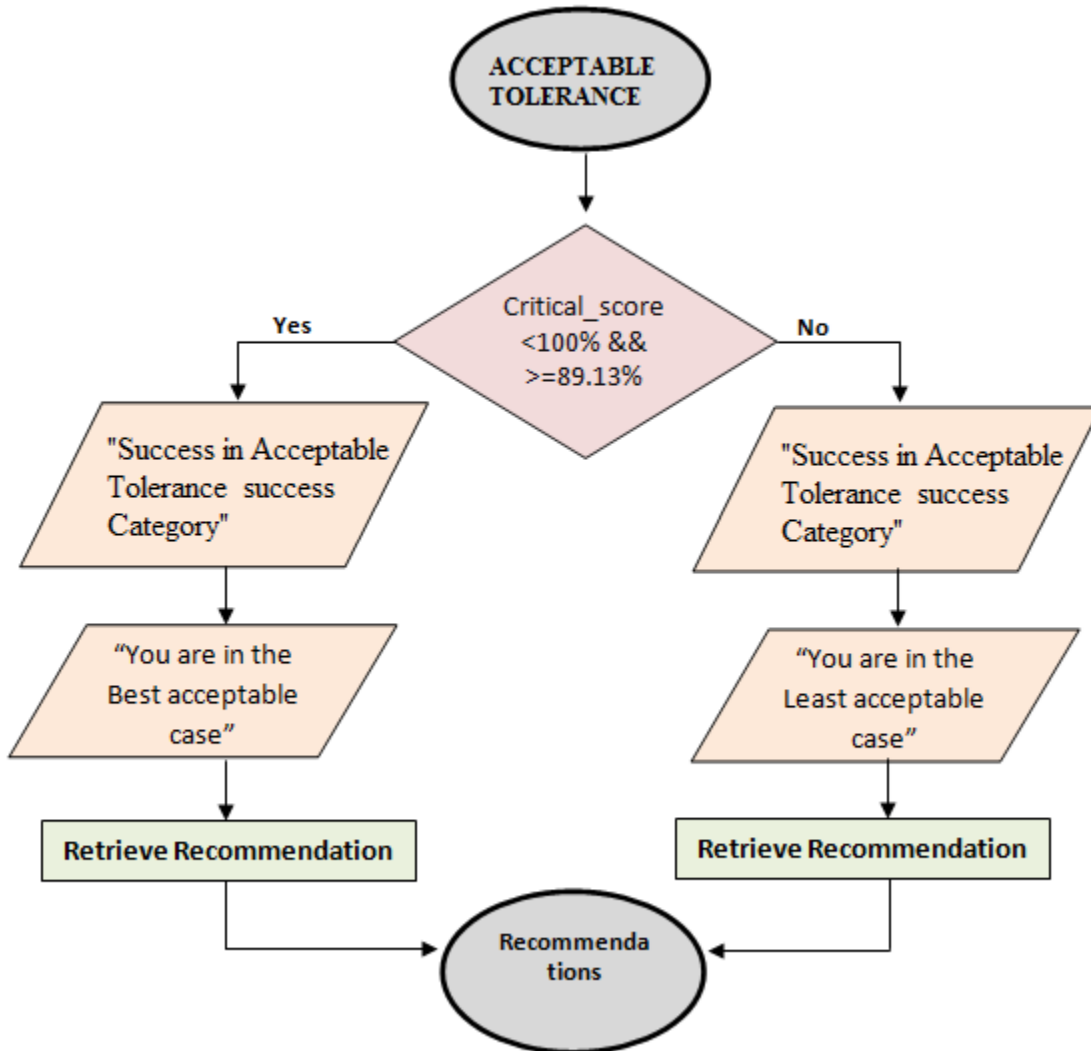 ACCEPTABLE
TOLERANCE
Critical_score
<100% &&
>=89.13%
Yes
No
"Success in Acceptable
Tolerance success
Category"
"Success in Acceptable
Tolerance success
Category"
“You are in the
Best acceptable
case”
“You are in the
Least acceptable
case”
Retrieve Recommendation
Retrieve Recommendation
Recommenda
tions